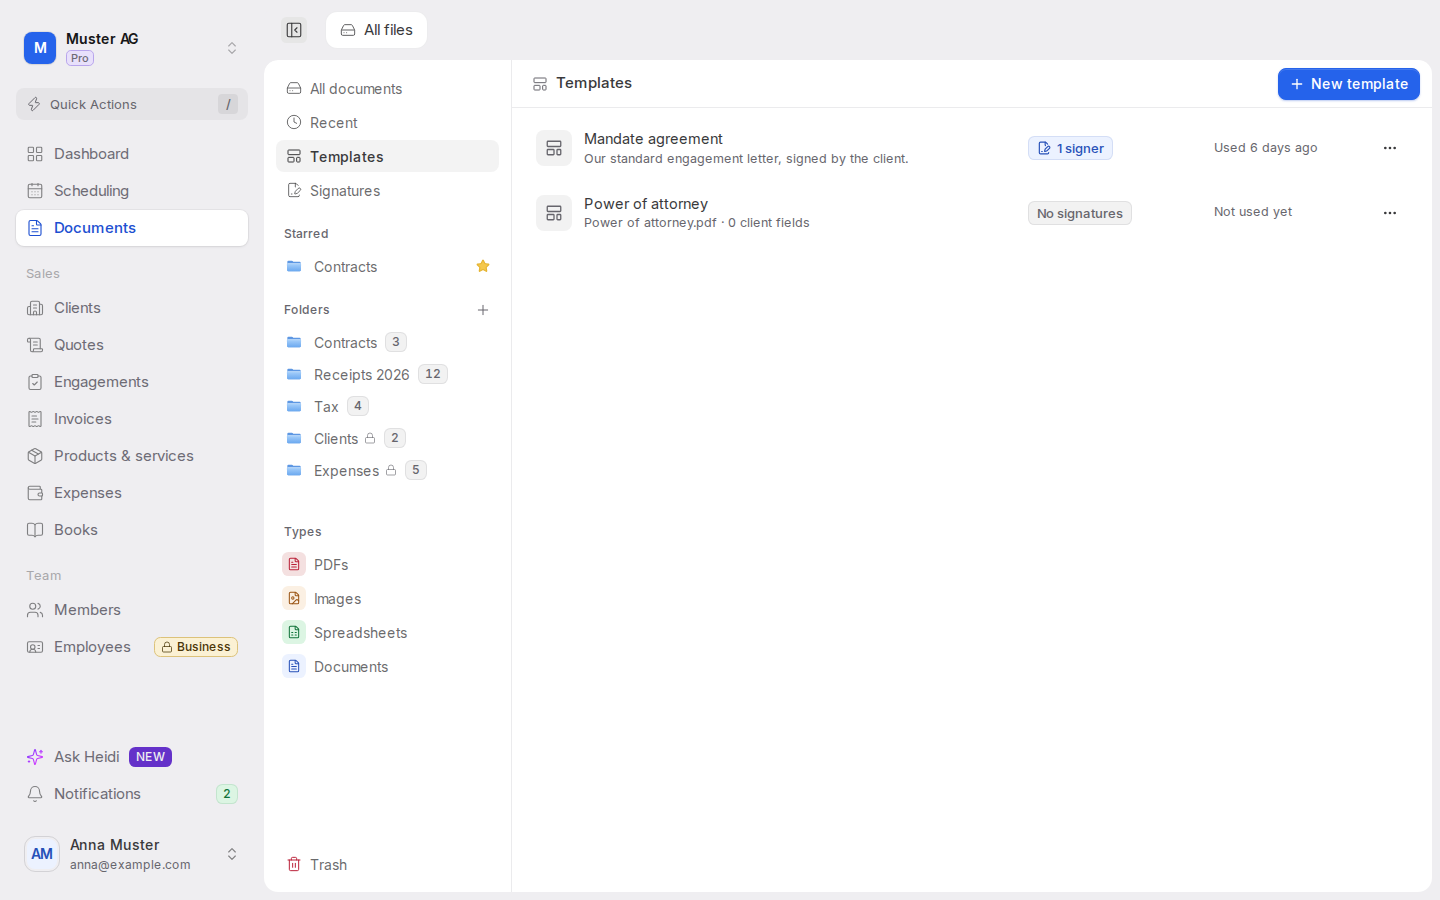 M
Muster AG
Pro
Quick Actions
/
Dashboard
Scheduling
Documents
Sales
Clients
Quotes
Engagements
Invoices
Products & services
Expenses
Books
Team
Members
Employees
Business
Ask Heidi
NEW
Notifications
2
AM
Anna Muster
anna@example.com
All files
All documents
Recent
Templates
Signatures
Starred
Contracts
Folders
Contracts 3
Receipts 2026 12
Tax 4
Clients 2
Expenses 5
Types
PDFs
Images
Spreadsheets
Documents
Trash
Templates
New template
Mandate agreement
Our standard engagement letter, signed by the client.
1 signer
Used 6 days ago
Power of attorney
Power of attorney.pdf · 0 client fields
No signatures
Not used yet